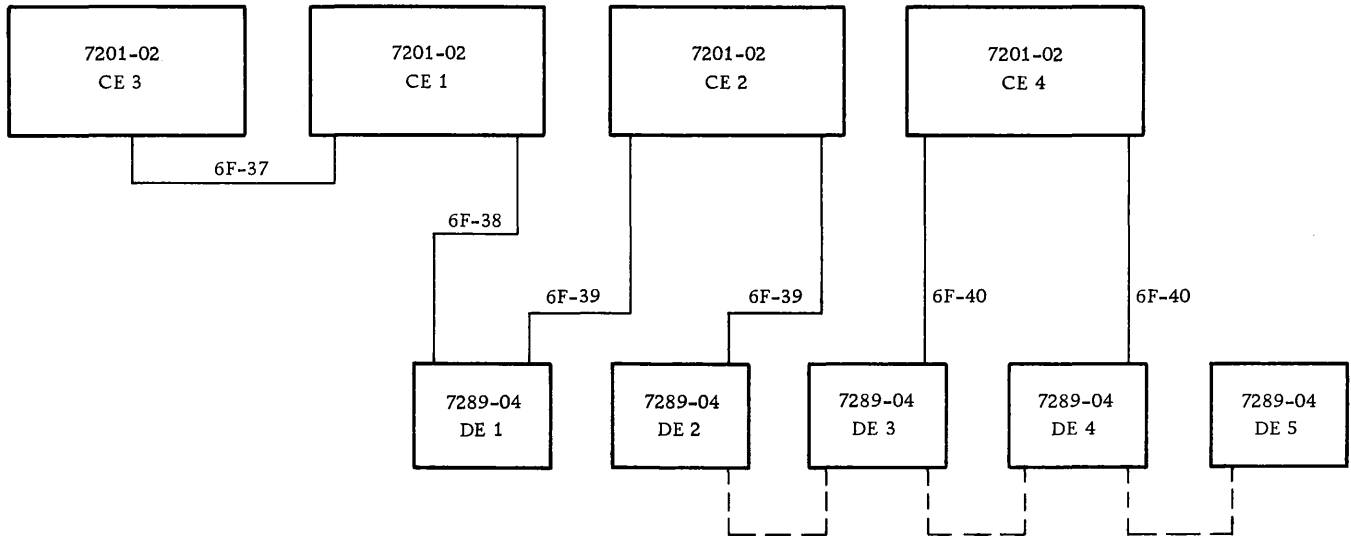 7201-02
CE 3
7201-02
CE 1
7201-02
CE 2
7201-02
CE 4
6F-37
6F-38
6F-39
6F-39
6F-40
6F-40
7289-04
DE 1
7289-04
DE 2
7289-04
DE 3
7289-04
DE 4
7289-04
DE 5